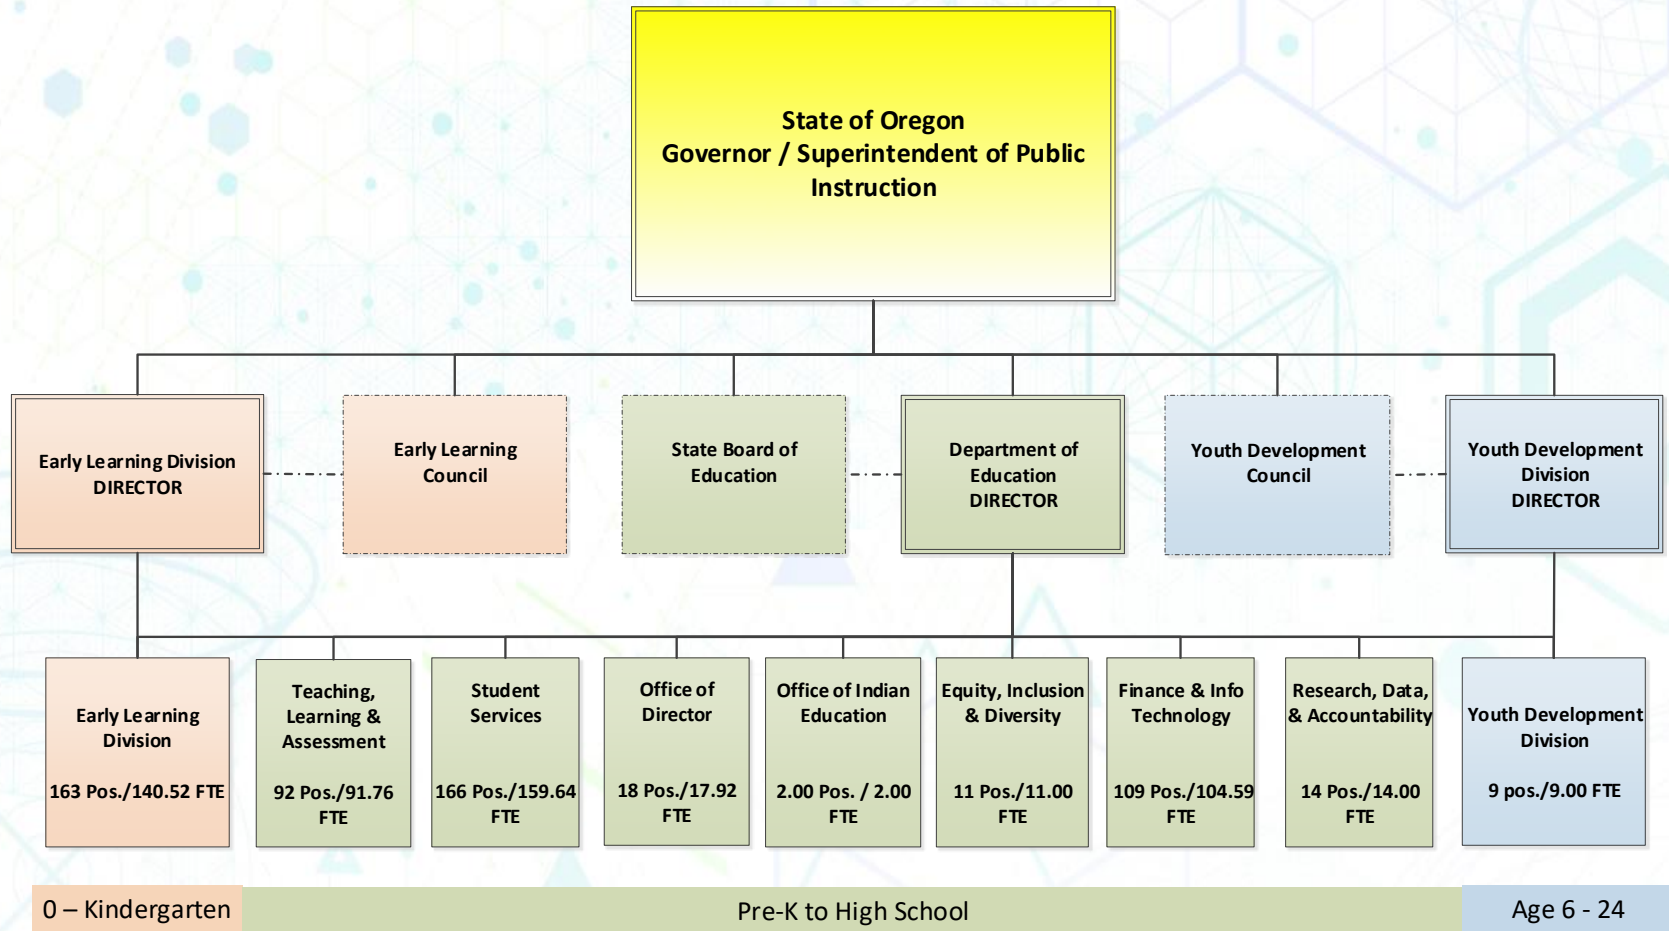 State of Oregon
Governor / Superintendent of Public
Instruction
Early Learning Division
DIRECTOR
Early Learning
Council
State Board of
Education
Department of
Education
DIRECTOR
Youth Development
Council
Youth Development
Division
DIRECTOR
Early Learning
Division
163 Pos./140.52 FTE
Teaching,
Learning &
Assessment
92 Pos./91.76
FTE
Student
Services
166 Pos./159.64
FTE
Office of
Director
18 Pos./17.92
FTE
Office of Indian
Education
2.00 Pos. / 2.00
FTE
Equity, Inclusion
& Diversity
11 Pos./11.00
FTE
Finance & Info
Technology
109 Pos./104.59
FTE
Research, Data,
& Accountability
14 Pos./14.00
FTE
Youth Development
Division
9 pos./9.00 FTE
0 – Kindergarten
Pre-K to High School
Age 6 - 24